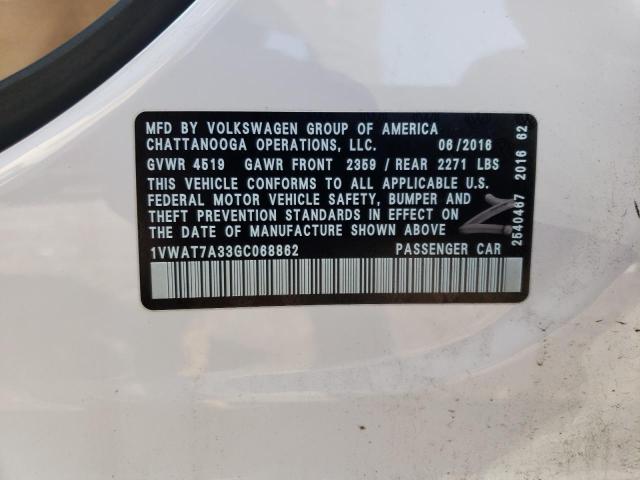 MFD BY VOLKSWAGEN GROUP OF AMERICA
CHATTANOOGA OPERATIONS, LLC. 06/2016
GVWR 4519 GAWR FRONT 2359 / REAR 2271 LBS
THIS VEHICLE CONFORMS TO ALL APPLICABLE U.S.
FEDERAL MOTOR VEHICLE SAFETY, BUMPER AND
THEFT PREVENTION STANDARDS IN EFFECT ON
THE DATE OF MANUFACTURE SHOWN ABOVE
1VWAT7A33GC068862 PASSENGER CAR
2540467 2016 62